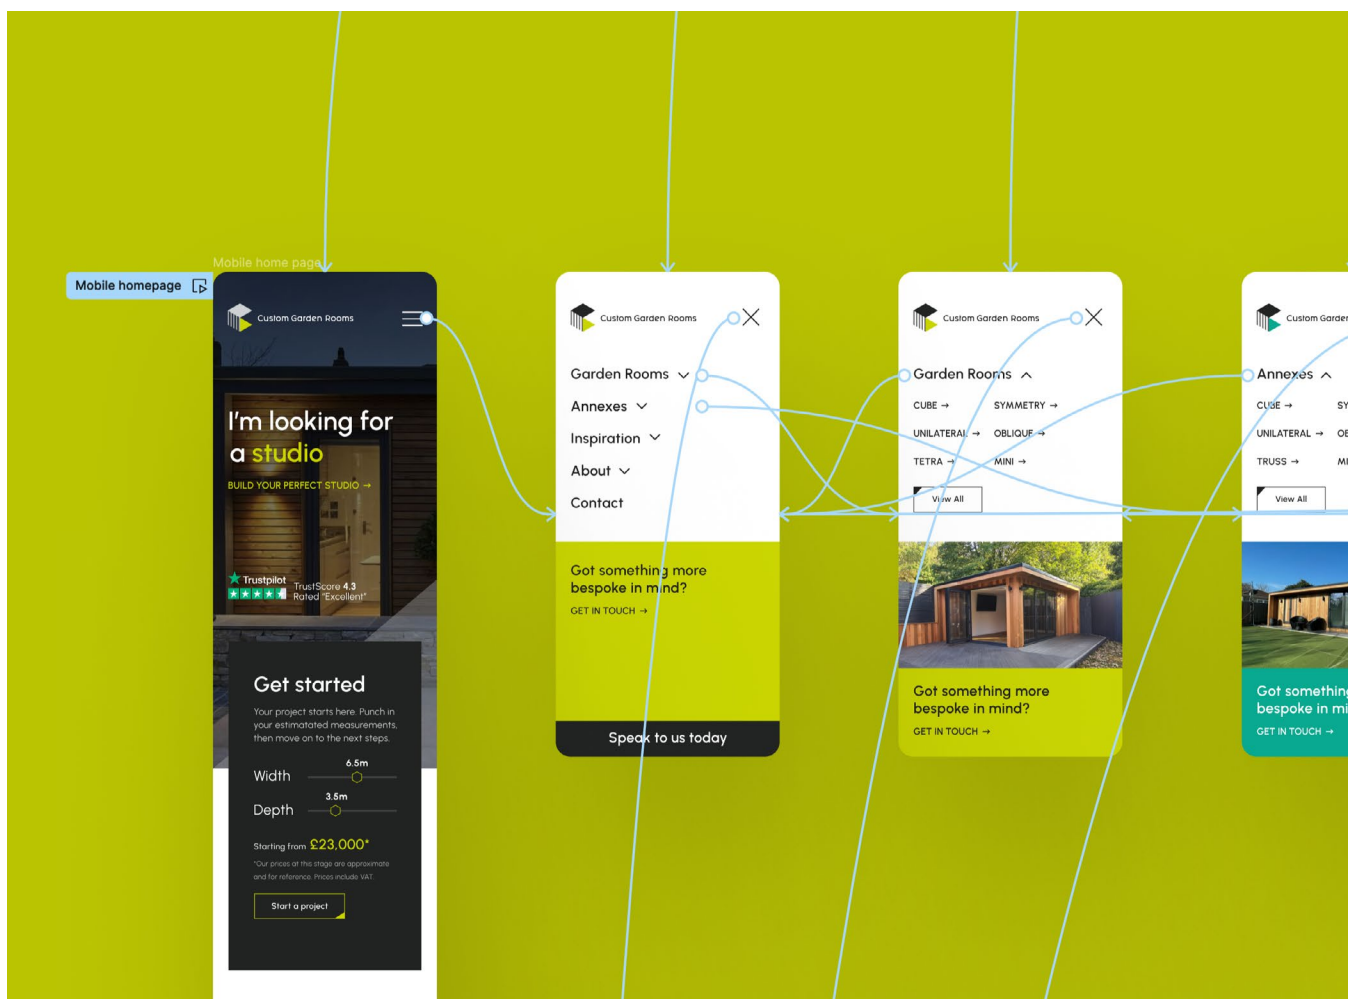 Mobile home page
Mobile homepage
Custom Garden Rooms
I'm looking for
a studio
BUILD YOUR PERFECT STUDIO →
Trustpilot
TrustScore 4.3
Rated "Excellent"
Get started
Your project starts here. Punch in
your estimatated measurements,
then move on to the next steps.
6.5m
Width
3.5m
Depth
Starting from £23,000*
*Our prices at this stage are approximate
and for reference. Prices include VAT.
Start a project
Custom Garden Rooms
Garden Rooms
Annexes
Inspiration
About
Contact
Got something more
bespoke in mind?
GET IN TOUCH →
Speak to us today
Custom Garden Rooms
Garden Rooms
CUBE → SYMMETRY →
UNILATERAL → OBLIQUE →
TETRA → MINI →
View All
Got something more
bespoke in mind?
GET IN TOUCH →
Custom Garden
Annexes
CUBE → SY
UNILATERAL → OB
TRUSS → MI
View All
Got something
bespoke in mi
GET IN TOUCH →